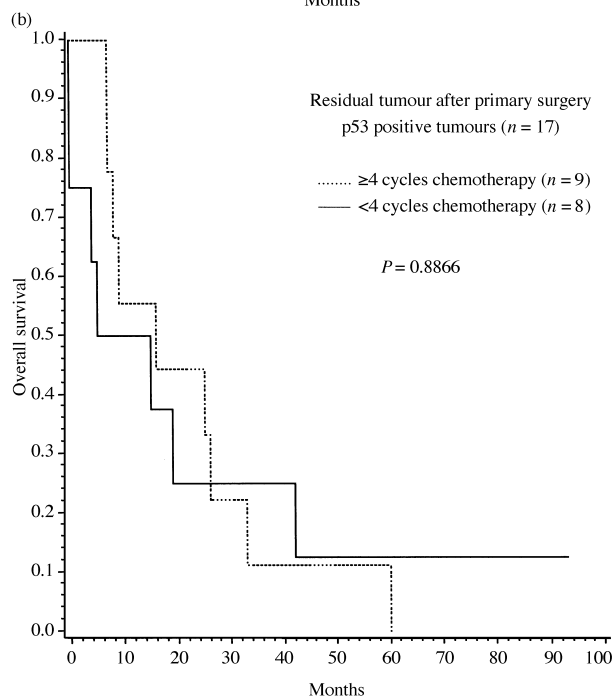 Months
(b)
1.0
0.9
0.8
0.7
0.6
0.5
0.4
0.3
0.2
0.1
0.0
Overall survival
Residual tumour after primary surgery
p53 positive tumours (n = 17)
≥4 cycles chemotherapy (n = 9)
<4 cycles chemotherapy (n = 8)
P = 0.8866
0 10 20 30 40 50 60 70 80 90 100
Months